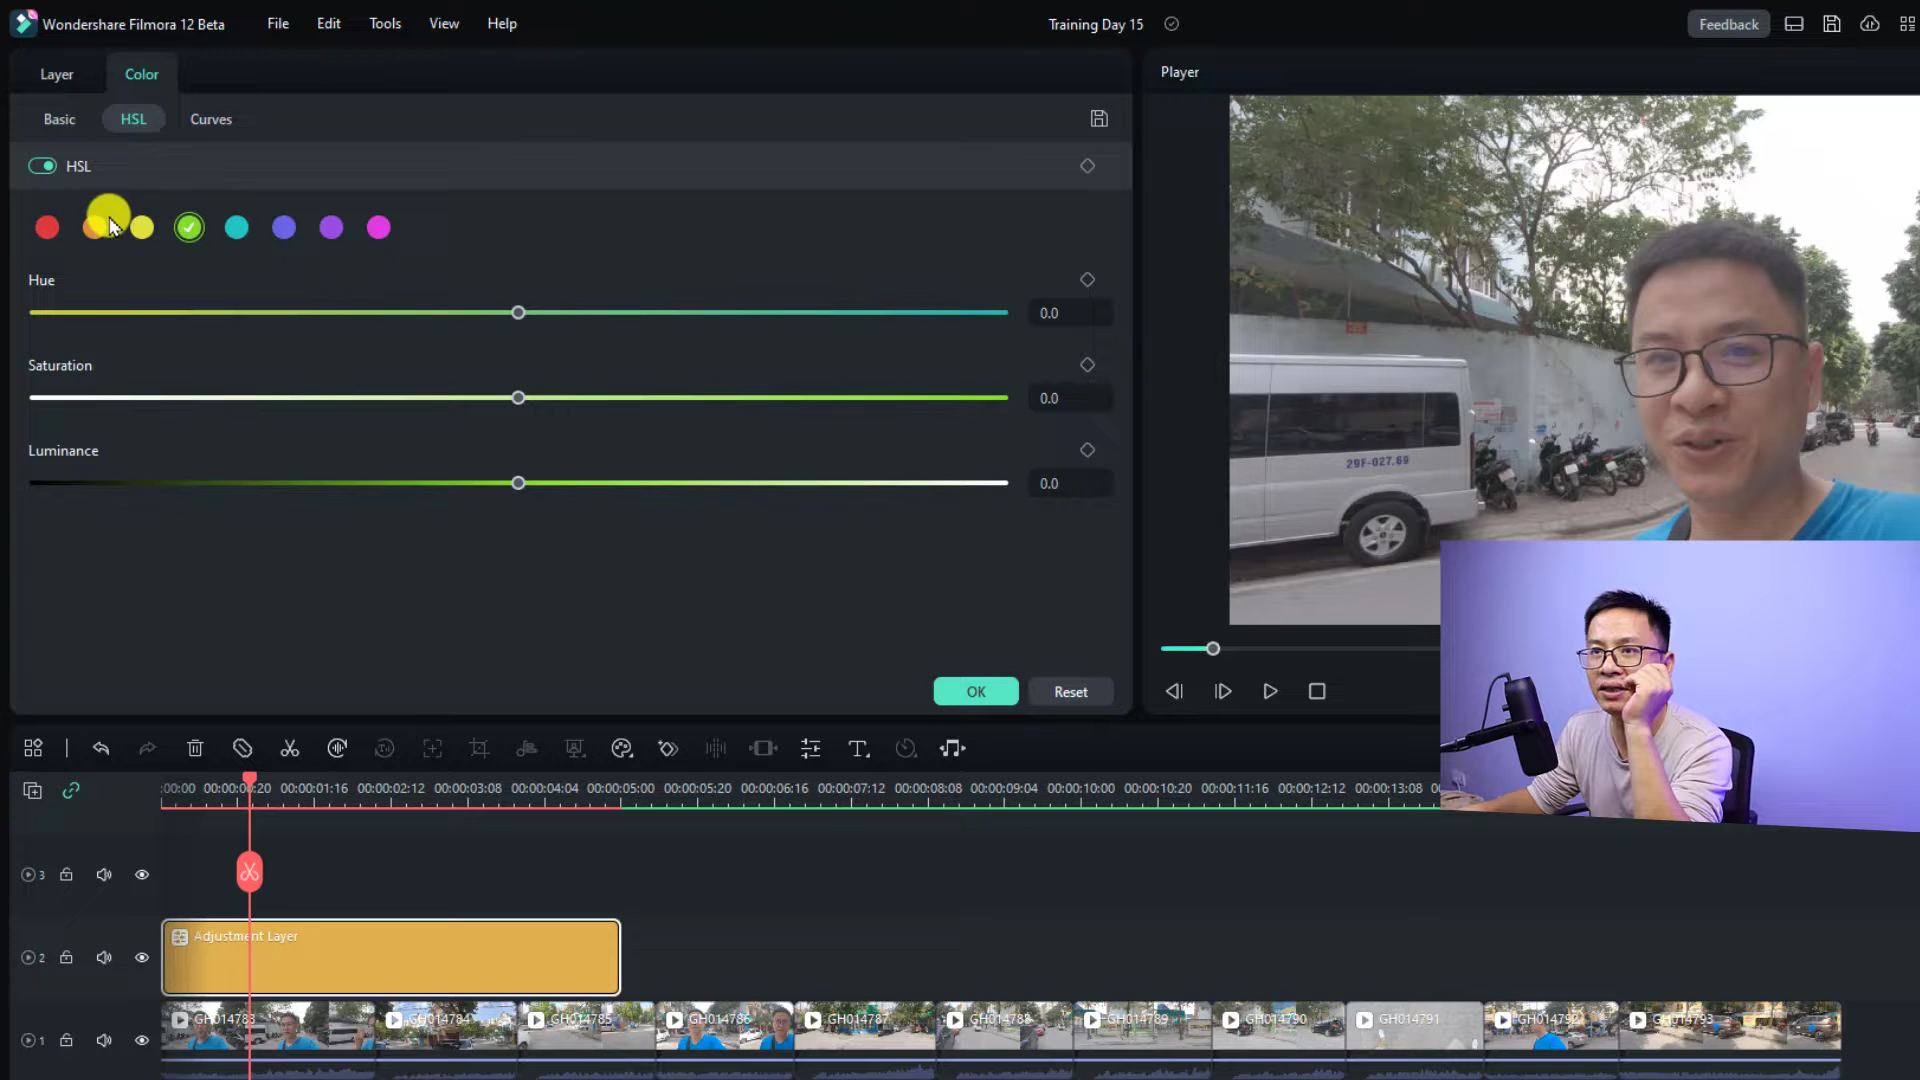 Wondershare Filmora 12 Beta File Edit Tools View Help Training Day 15 Feedback
Layer Color
Player
Basic HSL Curves
HSL
Hue
0.0
Saturation
0.0
Luminance
0.0
29F-027.69
OK Reset
:00:00 00:00:00:20 00:00:01:16 00:00:02:12 00:00:03:08 00:00:04:04 00:00:05:00 00:00:05:20 00:00:06:16 00:00:07:12 00:00:08:08 00:00:09:04 00:00:10:00 00:00:10:20 00:00:11:16 00:00:12:12 00:00:13:08
3
Adjustment Layer
2
GH014783 GH014784 GH014785 GH014786 GH014787 GH014788 GH014789 GH014790 GH014791 GH014792 GH014793
1